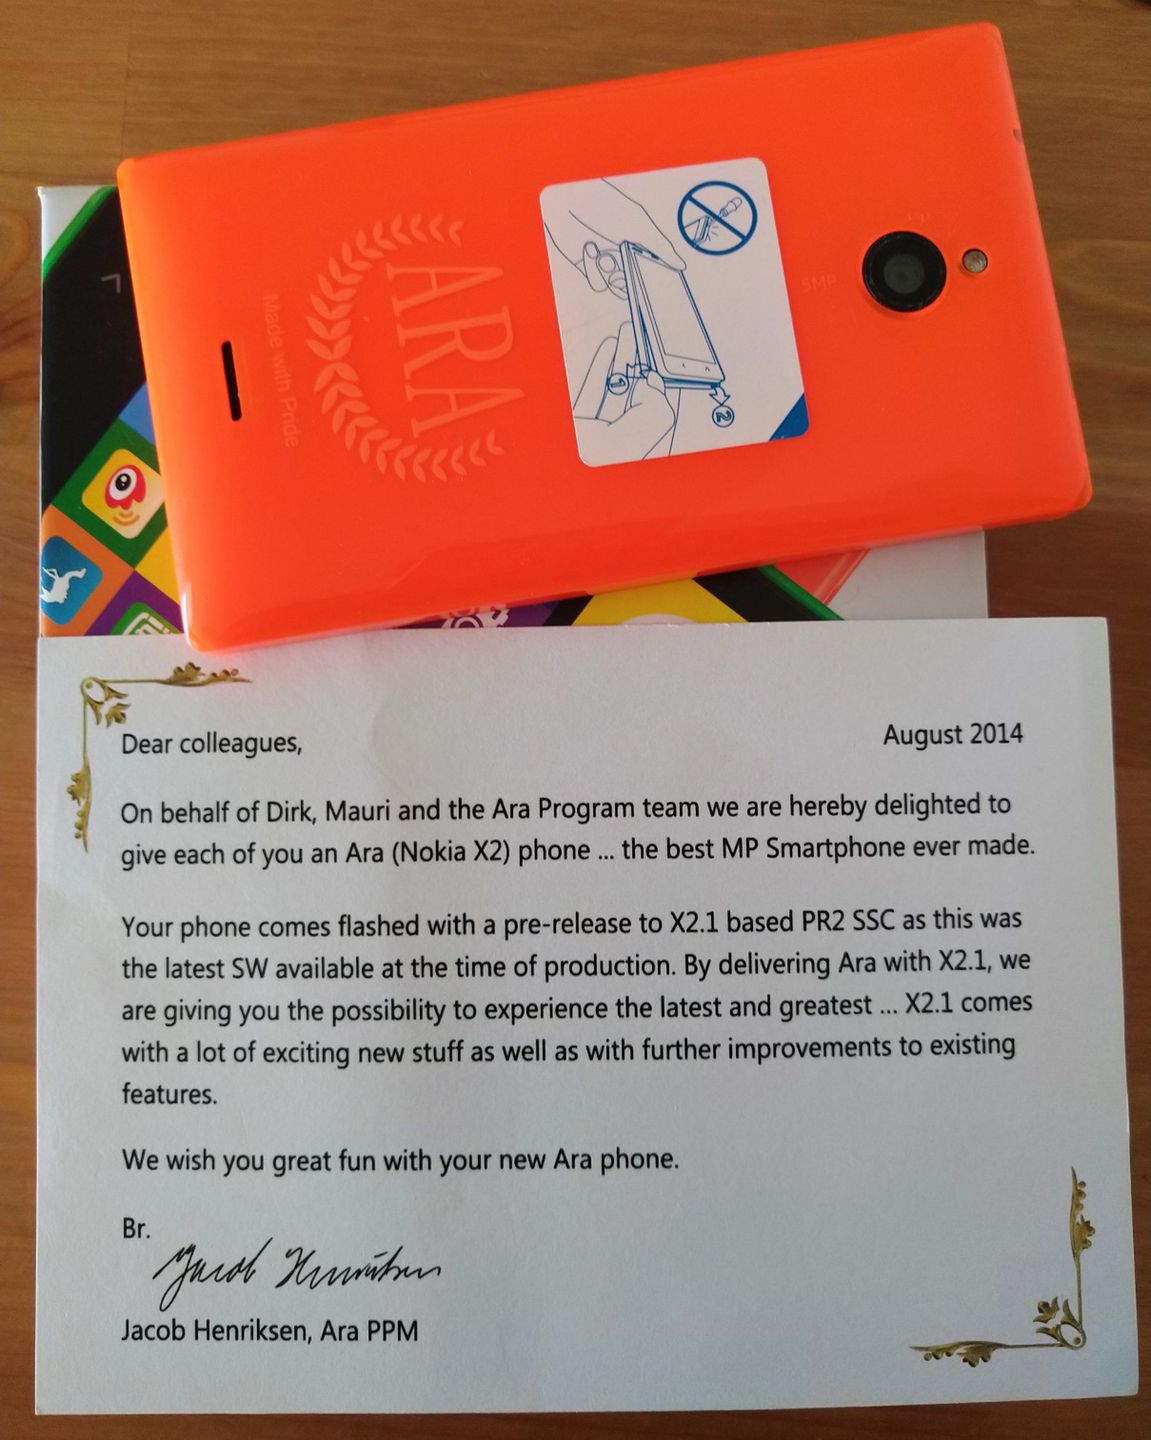 ARA
Made with Pride
5MP
1
2
Dear colleagues,
August 2014
On behalf of Dirk, Mauri and the Ara Program team we are hereby delighted to
give each of you an Ara (Nokia X2) phone ... the best MP Smartphone ever made.
Your phone comes flashed with a pre-release to X2.1 based PR2 SSC as this was
the latest SW available at the time of production. By delivering Ara with X2.1, we
are giving you the possibility to experience the latest and greatest ... X2.1 comes
with a lot of exciting new stuff as well as with further improvements to existing
features.
We wish you great fun with your new Ara phone.
Br.
Jacob Henriksen
Jacob Henriksen, Ara PPM